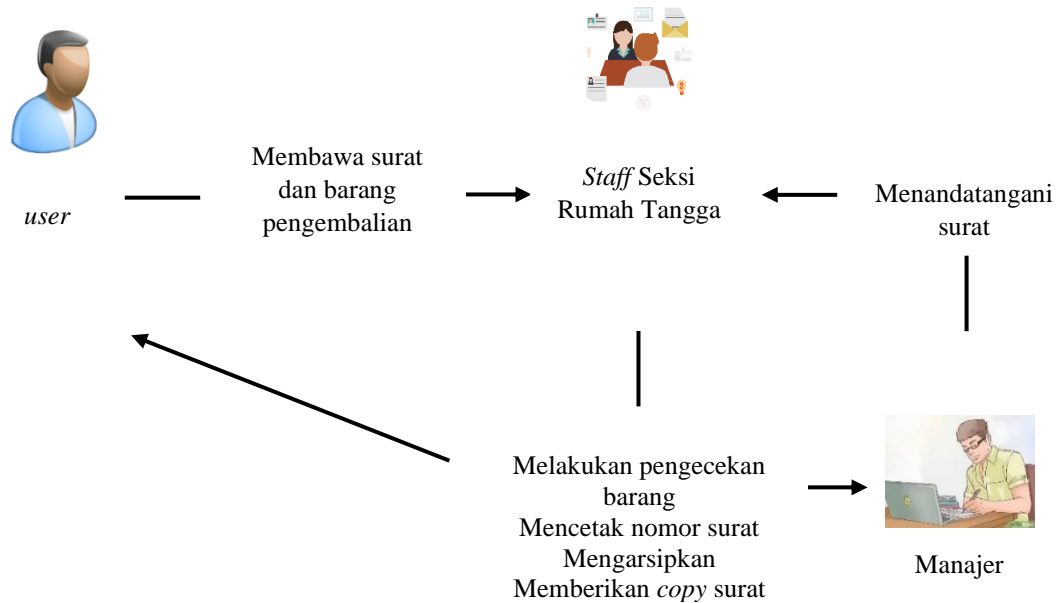 user
Membawa surat
dan barang
pengembalian
Staff Seksi
Rumah Tangga
Menandatangani
surat
Melakukan pengecekan
barang
Mencetak nomor surat
Mengarsipkan
Memberikan copy surat
Manajer